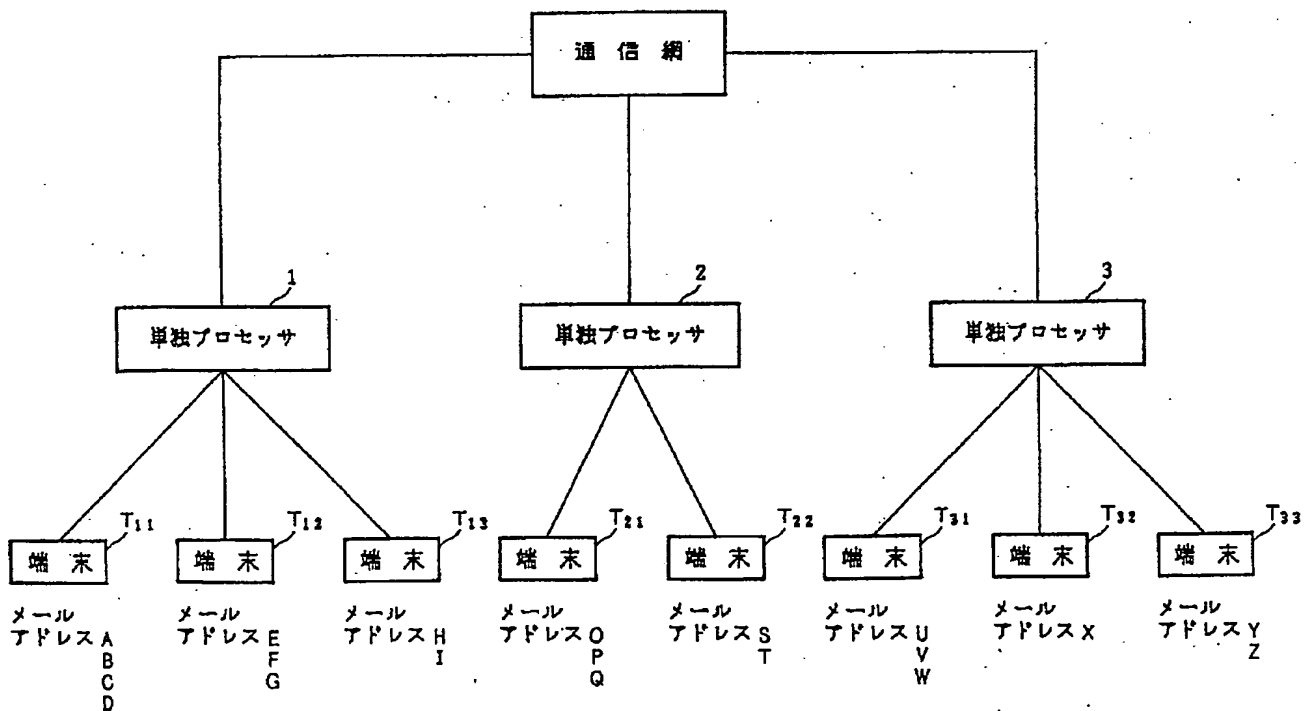 通信網
1
2
3
単独プロセッサ
単独プロセッサ
単独プロセッサ
T11
T12
T13
T21
T22
T31
T32
T33
端末
端末
端末
端末
端末
端末
端末
端末
メール
アドレス A
B
C
D
メール
アドレス E
F
G
メール
アドレス H
I
メール
アドレス O
P
Q
メール
アドレス S
T
メール
アドレス U
V
W
メール
アドレス X
メール
アドレス Y
Z